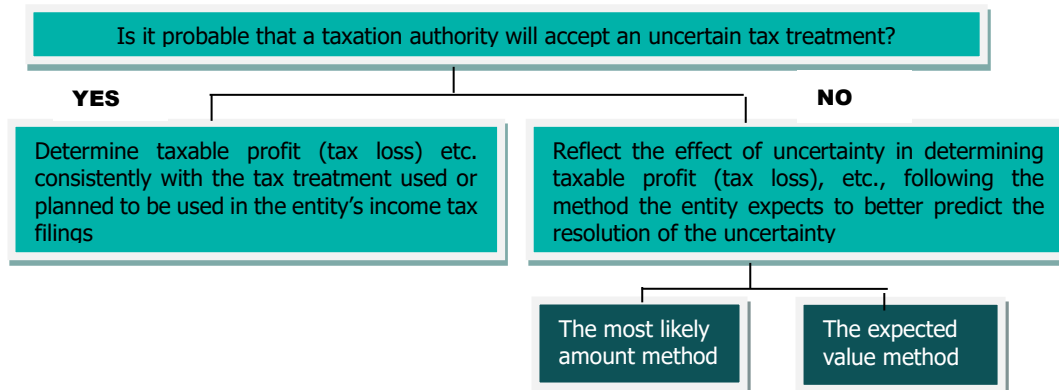 Is it probable that a taxation authority will accept an uncertain tax treatment?
YES
NO
Determine taxable profit (tax loss) etc.
consistently with the tax treatment used or
planned to be used in the entity's income tax
filings
Reflect the effect of uncertainty in determining
taxable profit (tax loss), etc., following the
method the entity expects to better predict the
resolution of the uncertainty
The most likely
amount method
The expected
value method